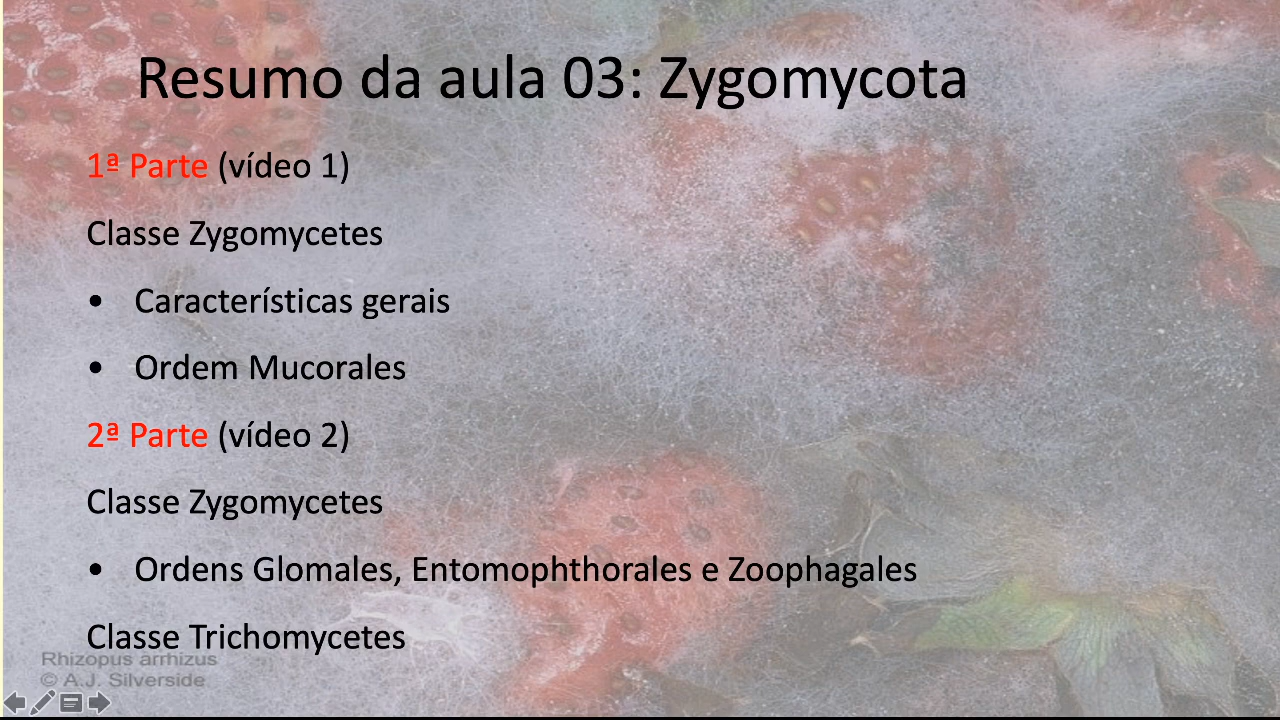 Resumo da aula 03: Zygomycota
1ª Parte (vídeo 1)
Classe Zygomycetes
• Características gerais
• Ordem Mucorales
2ª Parte (vídeo 2)
Classe Zygomycetes
• Ordens Glomales, Entomophthorales e Zoophagales
Classe Trichomycetes
Rhizopus arrhizus
© A.J. Silverside